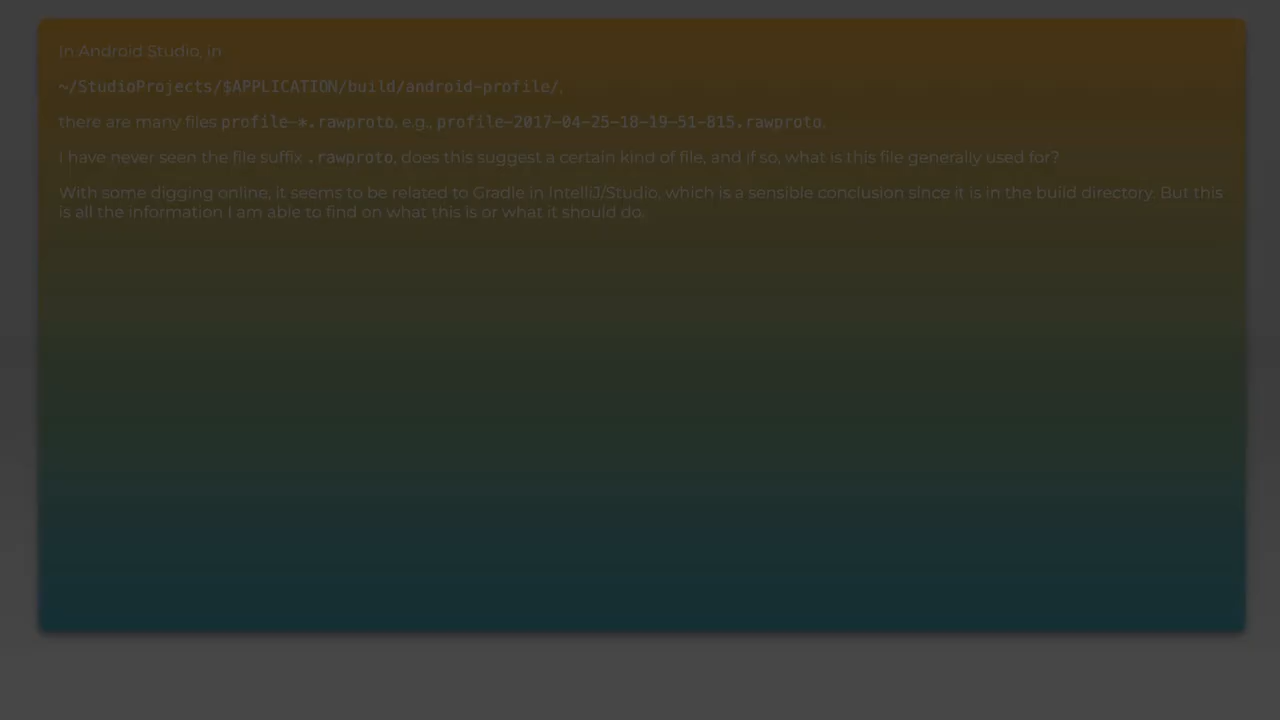 In Android Studio, in
~/StudioProjects/$APPLICATION/build/android-profile/,
there are many files profile-*.rawproto, e.g., profile-2017-04-25-18-19-51-815.rawproto.
I have never seen the file suffix .rawproto, does this suggest a certain kind of file, and if so, what is this file generally used for?
With some digging online, it seems to be related to Gradle in IntelliJ/Studio, which is a sensible conclusion since it is in the build directory. But this
is all the information I am able to find on what this is or what it should do.